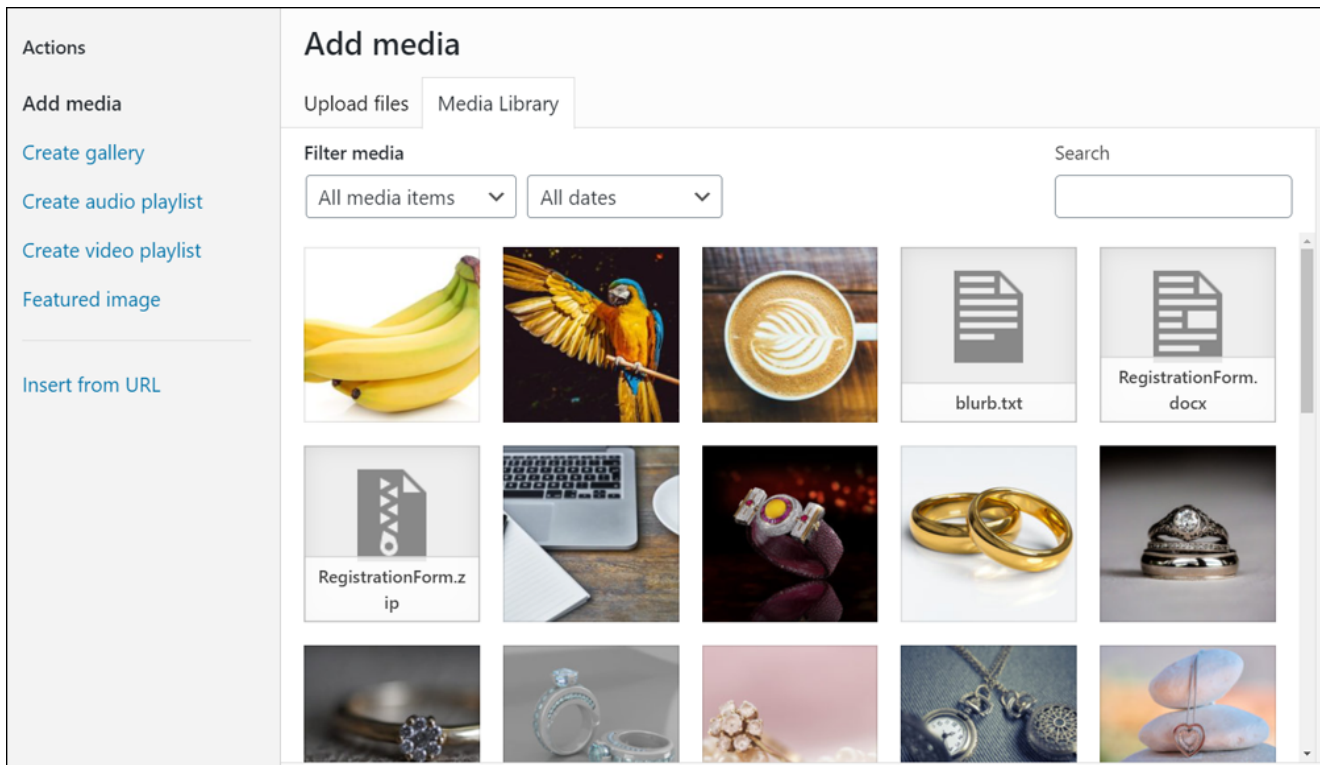 Actions
Add media
Create gallery
Create audio playlist
Create video playlist
Featured image
Insert from URL
Add media
Upload files
Media Library
Filter media
Search
All media items
All dates
blurb.txt
RegistrationForm.
docx
RegistrationForm.z
ip